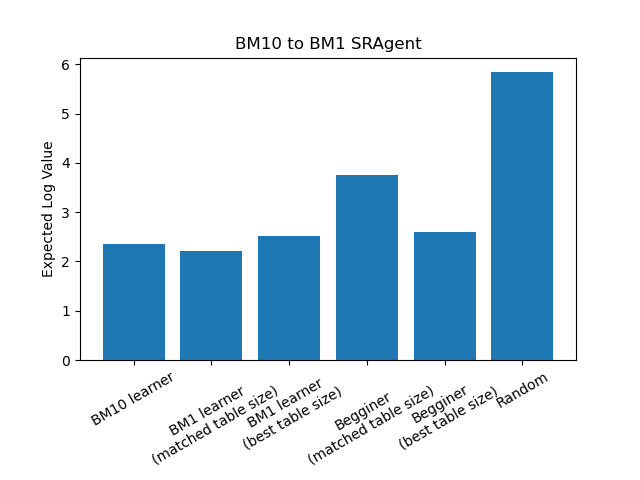 BM10 to BM1 SRAgent
Expected Log Value
6
5
4
3
2
1
0
BM10 learner
BM1 learner
(matched table size)
BM1 learner
(best table size)
Begginer
(matched table size)
Begginer
(best table size)
Random